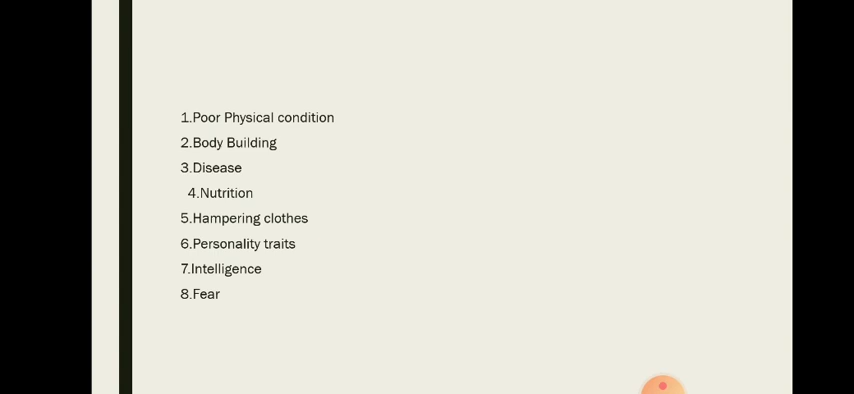 1.Poor Physical condition
2.Body Building
3.Disease
4.Nutrition
5.Hampering clothes
6.Personality traits
7.Intelligence
8.Fear